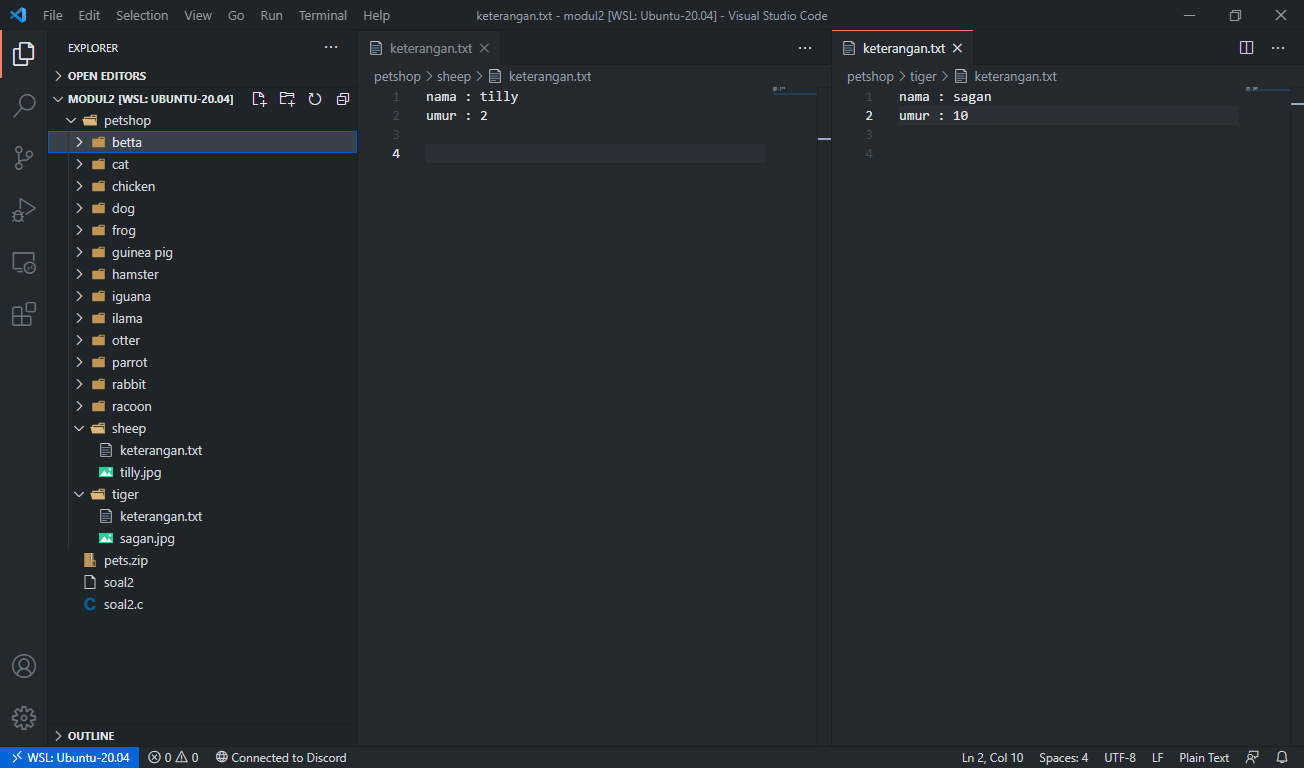 File Edit Selection View Go Run Terminal Help
keterangan.txt - modul2 [WSL: Ubuntu-20.04] - Visual Studio Code
EXPLORER
OPEN EDITORS
MODUL2 [WSL: UBUNTU-20.04]
petshop
betta
cat
chicken
dog
frog
guinea pig
hamster
iguana
ilama
otter
parrot
rabbit
racoon
sheep
keterangan.txt
tilly.jpg
tiger
keterangan.txt
sagan.jpg
pets.zip
soal2
C soal2.c
OUTLINE
keterangan.txt
petshop > sheep > keterangan.txt
1 nama : tilly
2 umur : 2
3
4
keterangan.txt
petshop > tiger > keterangan.txt
1 nama : sagan
2 umur : 10
3
4
WSL: Ubuntu-20.04 0 0 Connected to Discord Ln 2, Col 10 Spaces: 4 UTF-8 LF Plain Text